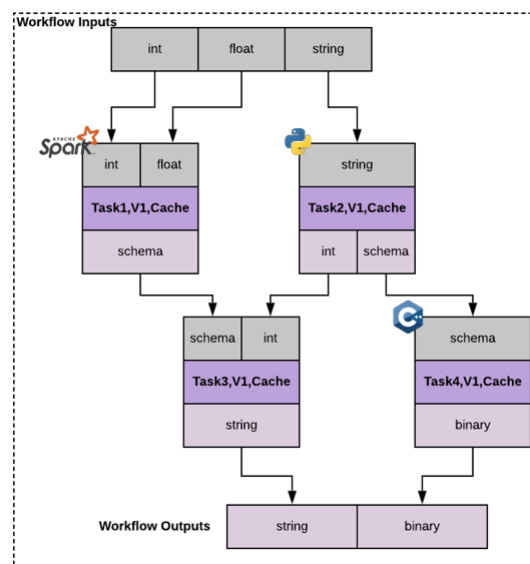 Workflow Inputs
int float string
APACHE
Spark
int float
string
Task1,V1,Cache
Task2,V1,Cache
schema
int schema
C++
schema int
schema
Task3,V1,Cache
Task4,V1,Cache
string
binary
Workflow Outputs
string binary